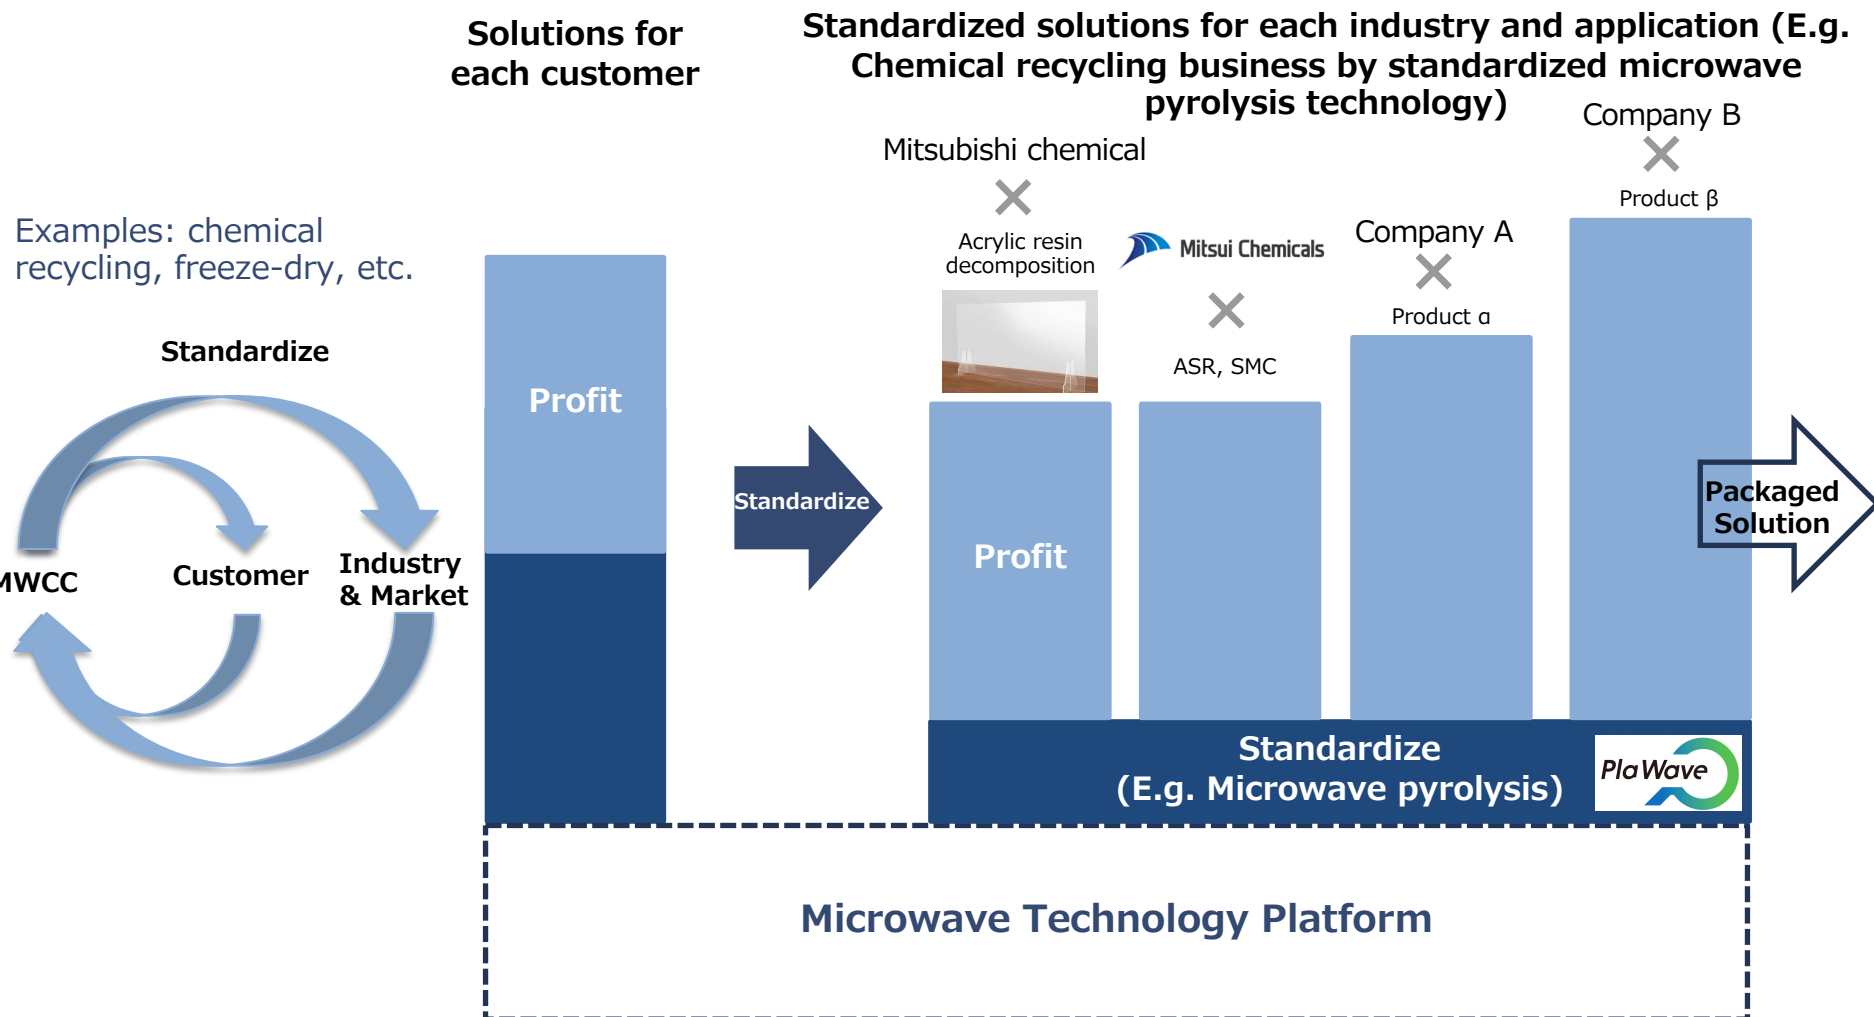 Solutions for
each customer
Standardized solutions for each industry and application (E.g.
Chemical recycling business by standardized microwave
pyrolysis technology)
Examples: chemical
recycling, freeze-dry, etc.
Standardize
MWCC
Customer
Industry
& Market
Profit
Standardize
Mitsubishi chemical
Acrylic resin
decomposition
Profit
Mitsui Chemicals
ASR, SMC
Company A
Product α
Company B
Product β
Packaged
Solution
Standardize
(E.g. Microwave pyrolysis)
PlaWave
Microwave Technology Platform